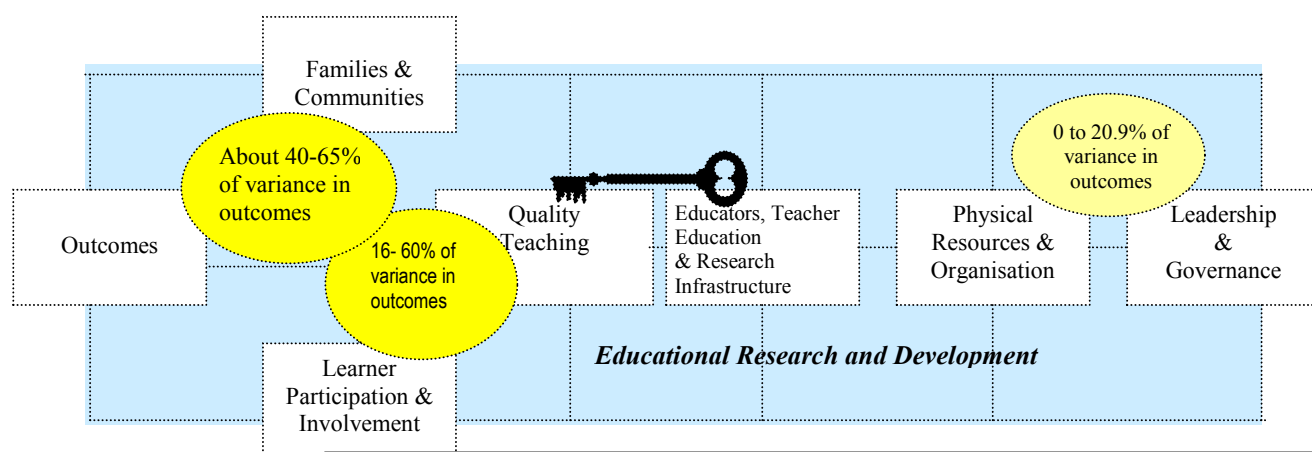 Families &
Communities
About 40-65%
of variance in
outcomes
0 to 20.9% of
variance in
outcomes
Outcomes
16- 60% of
variance in
outcomes
Quality
Teaching
Educators, Teacher
Education
& Research
Infrastructure
Physical
Resources &
Organisation
Leadership
&
Governance
Educational Research and Development
Learner
Participation &
Involvement